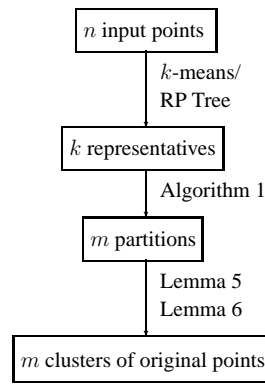 n input points
k-means/
RP Tree
k representatives
Algorithm 1
m partitions
Lemma 5
Lemma 6
m clusters of original points